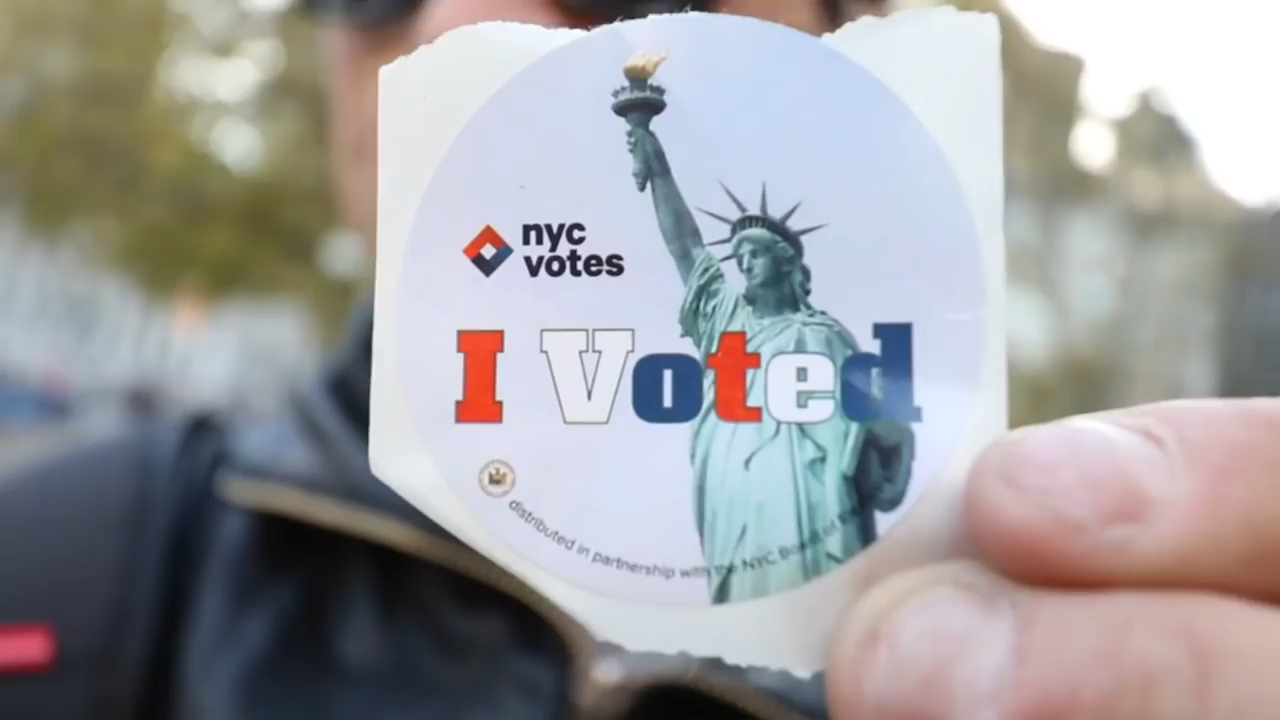 nyc
votes
I Voted
distributed in partnership with the NYC Board of